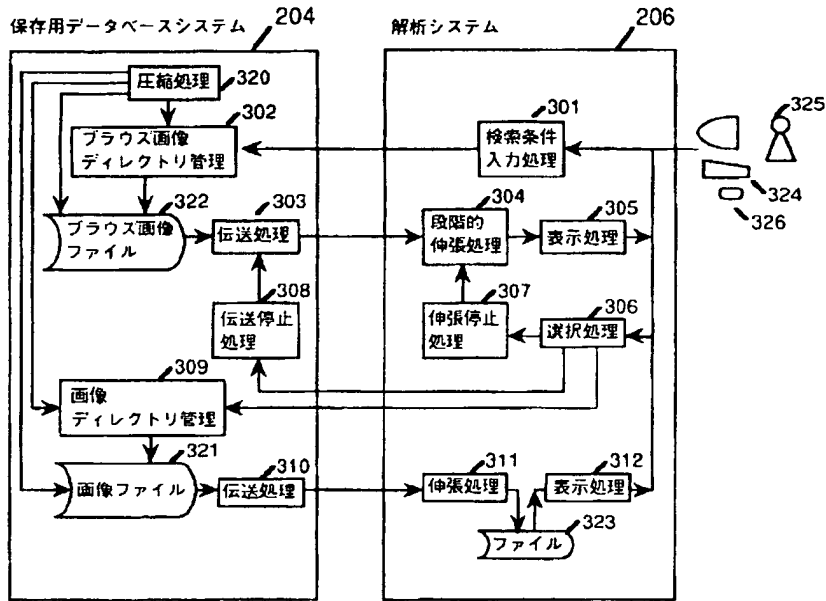 保存用データベースシステム 204
解析システム 206
圧縮処理 320
302
ブラウズ画像
ディレクトリ管理
301
検索条件
入力処理
325
324
326
322
ブラウズ画像
ファイル
303
伝送処理
304
段階的
伸張処理
305
表示処理
308
伝送停止
処理
307
伸張停止
処理
306
選択処理
309
画像
ディレクトリ管理
321
画像ファイル
310
伝送処理
311
伸張処理
312
表示処理
323
ファイル